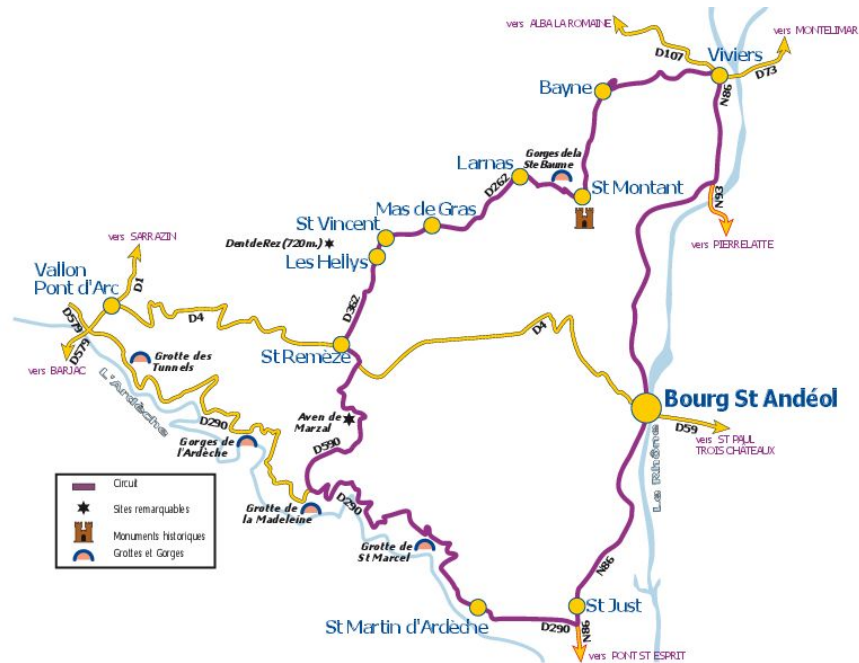 vers ALBA LA ROMAINE
vers MONTELIMAR
D107
Viviers
D73
N86
Bayne
Gorges de la
Ste Baume
Larnas
D262
St Montant
N93
vers PIERRELATTE
Mas de Gras
St Vincent
Dent de Rez (720m.)
Les Hellys
vers SARRAZIN
Vallon
Pont d'Arc
D1
D362
D579
D579
D4
D4
St Remèze
vers BARJAC
Grotte des
Tunnels
L'Ardèche
D290
Bourg St Andéol
D59
vers ST PAUL
TROIS CHÂTEAUX
Aven de
Marzal
D590
Gorges de
l'Ardèche
Le Rhône
Circuit
Sites remarquables
Monuments historiques
Grottes et Gorges
Grotte de
la Madeleine
D290
Grotte de
St Marcel
N86
St Martin d'Ardèche
St Just
D290
N86
vers PONT ST ESPRIT